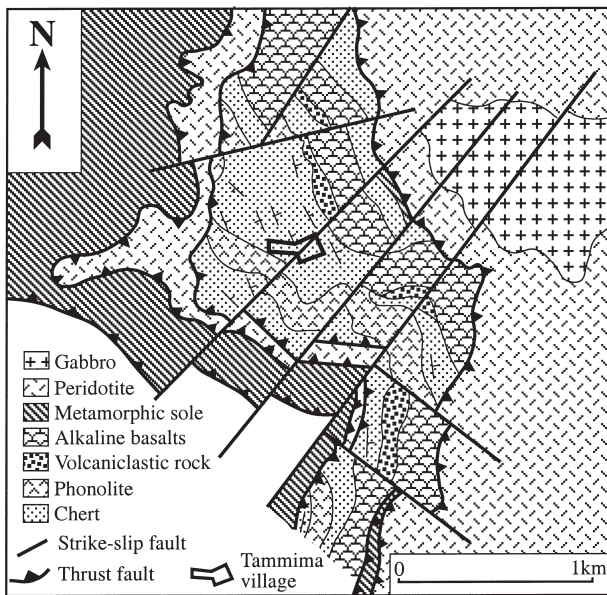 N
Gabbro
Peridotite
Metamorphic sole
Alkaline basalts
Volcaniclastic rock
Phonolite
Chert
Strike-slip fault
Thrust fault
Tammima
village
0 1km